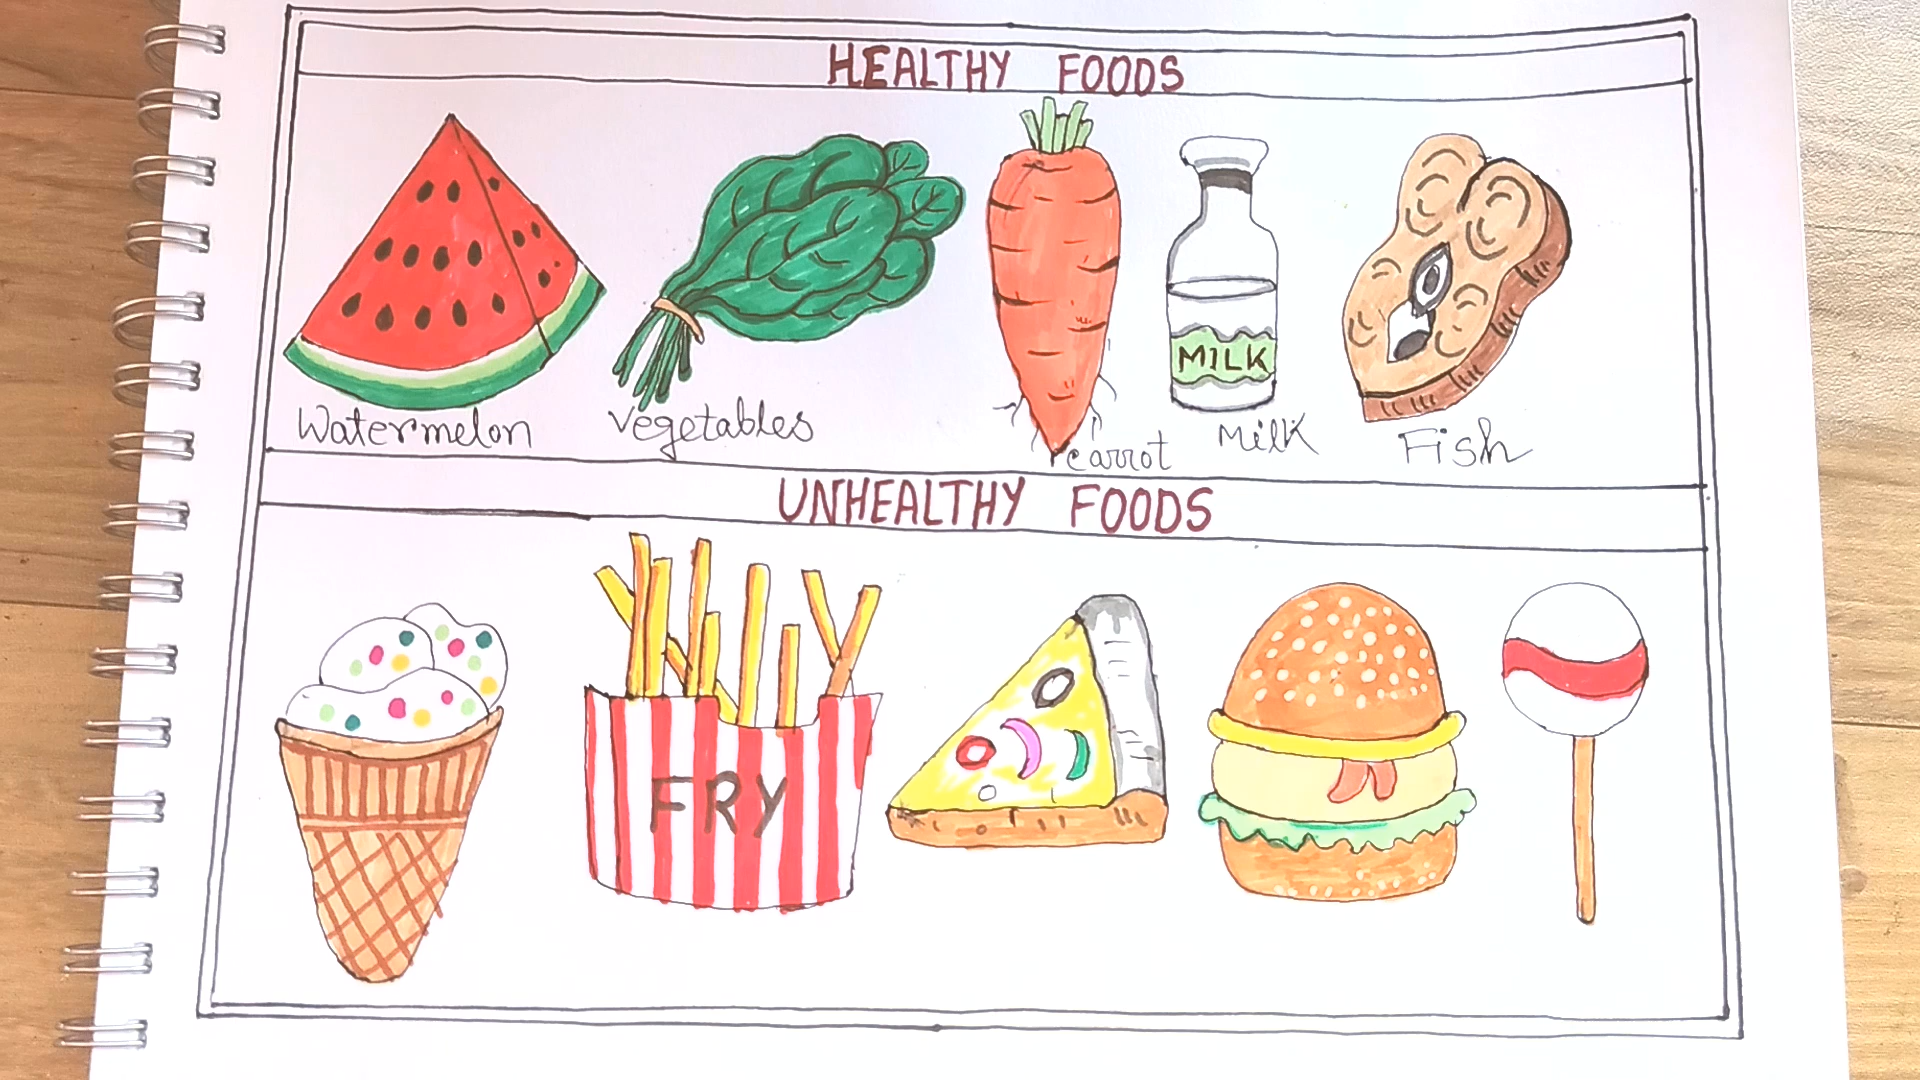 HEALTHY FOODS
MILK
Watermelon
Vegetables
carrot
Milk
Fish
UNHEALTHY FOODS
FRY